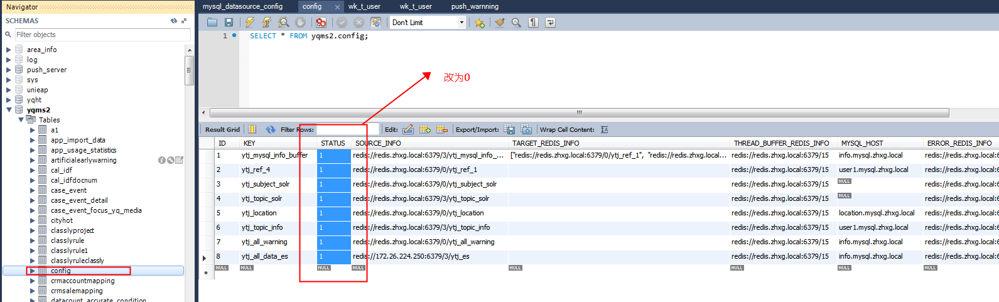 Navigator
SCHEMAS
Filter objects
area_info
log
push_server
sys
unieap
yqht
yqms2
Tables
a1
app_import_data
app_usage_statistics
artificialearlywarning
cal_idf
cal_idfdocnum
case_event
case_event_detail
case_event_focus_yq_media
cityhot
classlyproject
classlyrule
classlyrule1
classlyruleclassly
config
crmaccountmapping
crmsalemapping
datacount_accurate_condition
mysql_datasource_config config wk_t_user wk_t_user push_warnning
Don't Limit
1 SELECT * FROM yqms2.config;
改为0
Result Grid Filter Rows: Edit: Export/Import: Wrap Cell Content:
ID KEY STATUS SOURCE_INFO TARGET_REDIS_INFO THREAD_BUFFER_REDIS_INFO MYSQL_HOST ERROR_REDIS_INFO
1 ytj_mysql_info_buffer 1 redis://redis.zhxg.local:6379/3/ytj_mysql_info_... ["redis://redis.zhxg.local:6379/0/ytj_ref_1", "redis://redis.zhxg.local... redis://redis.zhxg.local:6379/15 info.mysql.zhxg.local redis://redis.zhxg.local:6
2 ytj_ref_4 1 redis://redis.zhxg.local:6379/0/ytj_ref_1 redis://redis.zhxg.local:6379/15 user1.mysql.zhxg.local redis://redis.zhxg.local:6
3 ytj_subject_solr 1 redis://redis.zhxg.local:6379/0/ytj_subject_solr redis://redis.zhxg.local:6379/15 NULL redis://redis.zhxg.local:6
4 ytj_topic_solr 1 redis://redis.zhxg.local:6379/3/ytj_topic_solr redis://redis.zhxg.local:6379/15 NULL redis://redis.zhxg.local:6
5 ytj_location 1 redis://redis.zhxg.local:6379/0/ytj_location redis://redis.zhxg.local:6379/15 location.mysql.zhxg.local redis://redis.zhxg.local:6
6 ytj_topic_info 1 redis://redis.zhxg.local:6379/3/ytj_topic_info redis://redis.zhxg.local:6379/15 user1.mysql.zhxg.local redis://redis.zhxg.local:6
7 ytj_all_warning 1 redis://redis.zhxg.local:6379/0/ytj_all_warning redis://redis.zhxg.local:6379/15 info.mysql.zhxg.local redis://redis.zhxg.local:6
8 ytj_all_data_es 1 redis://172.26.224.250:6379/3/ytj_es redis://redis.zhxg.local:6379/15 info.mysql.zhxg.local redis://redis.zhxg.local:6
NULL NULL NULL NULL NULL NULL NULL NULL